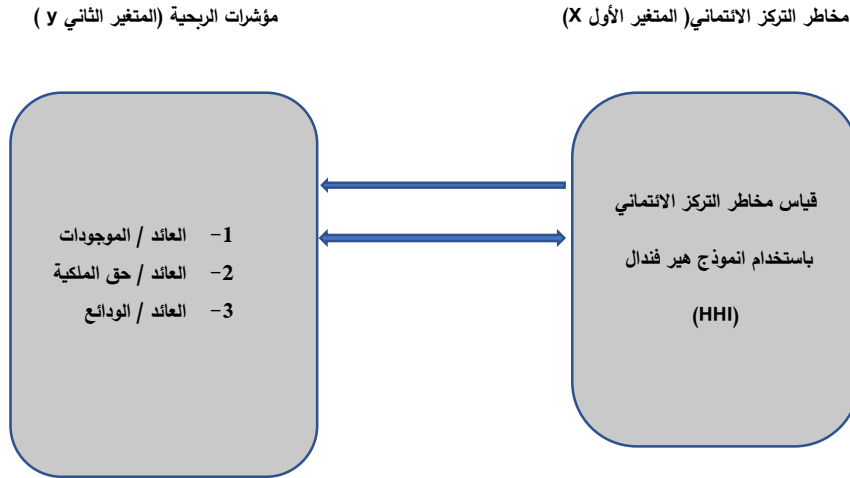 مخاطر التركز الائتماني( المتغير الأول X)
مؤشرات الربحية (المتغير الثاني y )
قياس مخاطر التركز الائتماني
باستخدام انموذج هير فندال
(HHI)
1- العائد / الموجودات
2- العائد / حق الملكية
3- العائد / الودائع